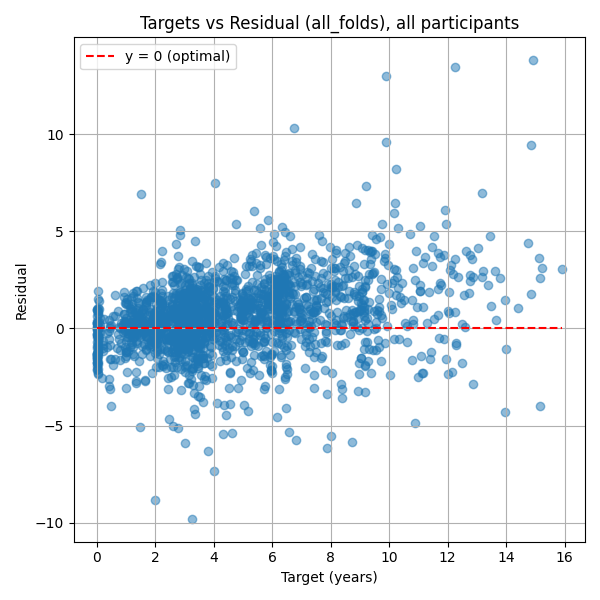 Targets vs Residual (all_folds), all participants
y = 0 (optimal)
10
5
0
−5
−10
Residual
0 2 4 6 8 10 12 14 16
Target (years)